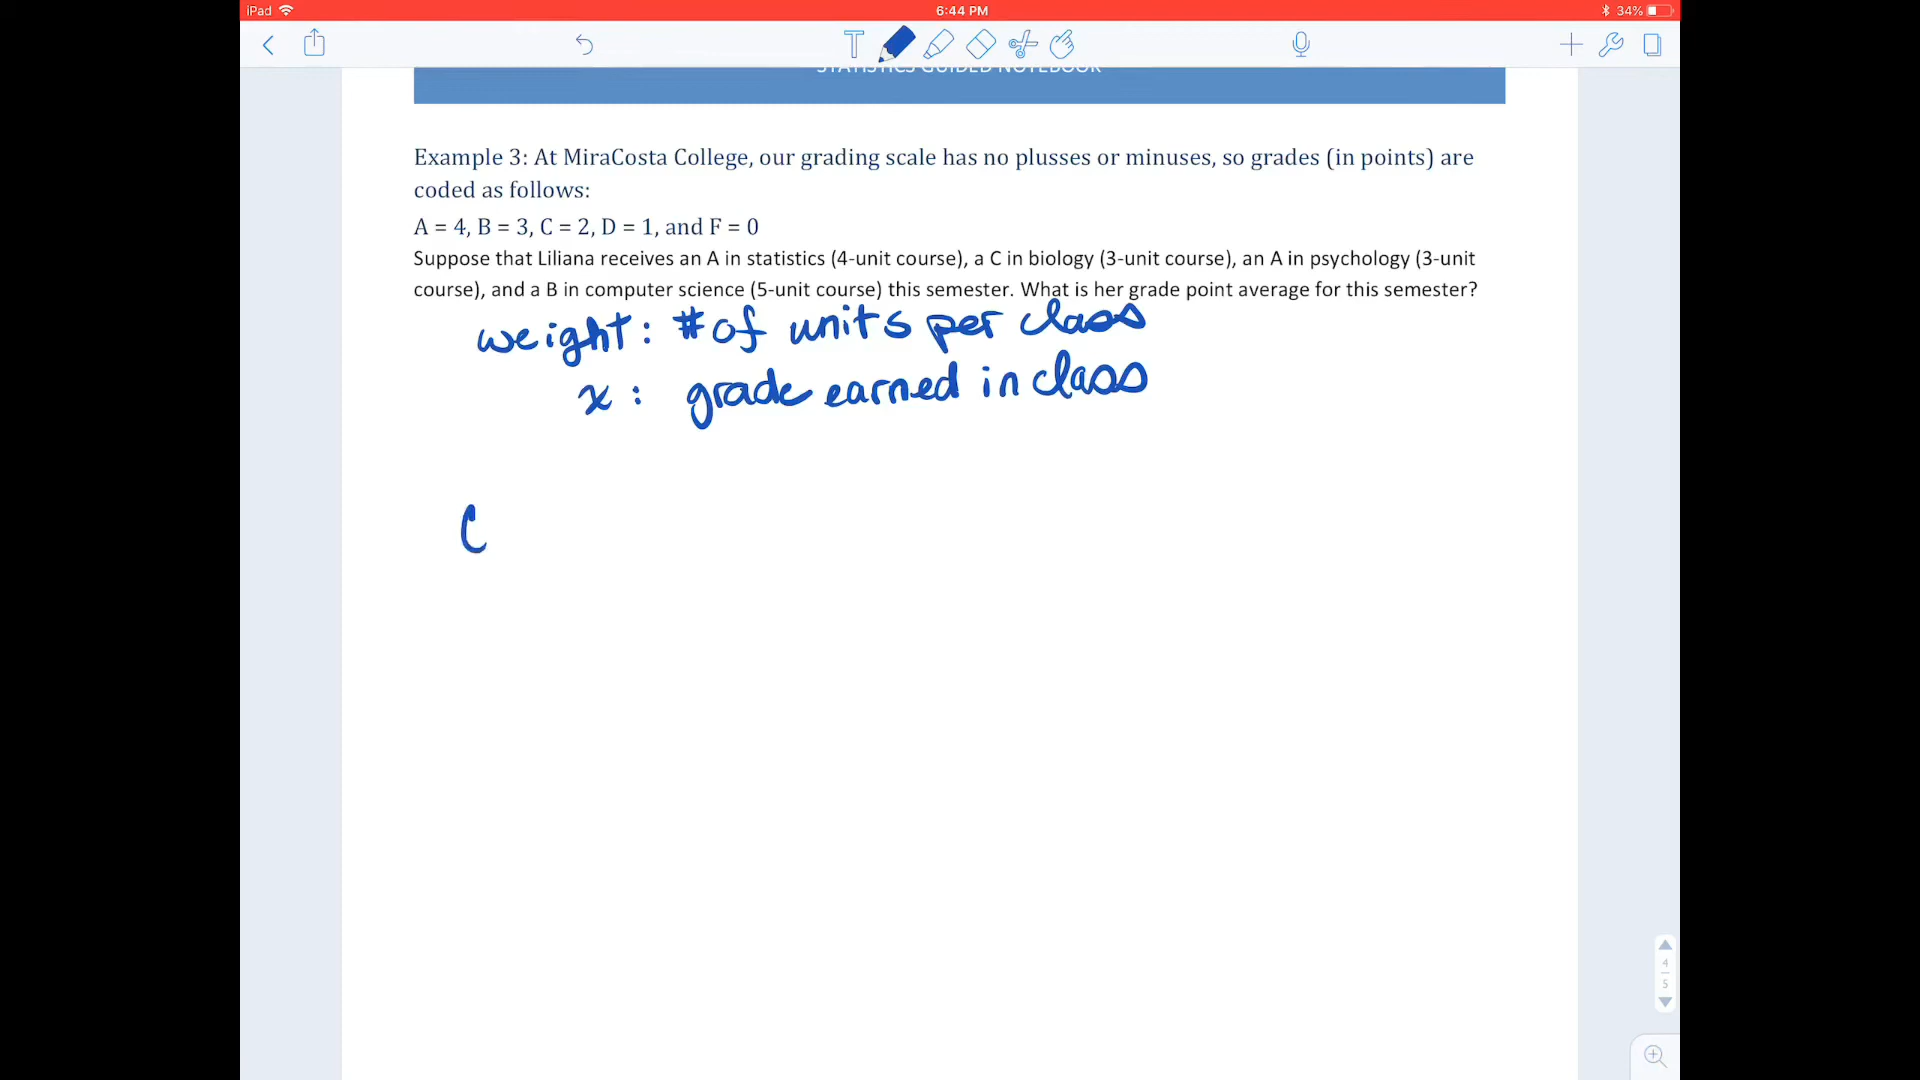 iPad
6:44 PM
34%
STATISTICS GUIDED NOTEBOOK
Example 3: At MiraCosta College, our grading scale has no plusses or minuses, so grades (in points) are
coded as follows:
A = 4, B = 3, C = 2, D = 1, and F = 0
Suppose that Liliana receives an A in statistics (4-unit course), a C in biology (3-unit course), an A in psychology (3-unit
course), and a B in computer science (5-unit course) this semester. What is her grade point average for this semester?
weight: # of units per class
x: grade earned in class
C
4
5